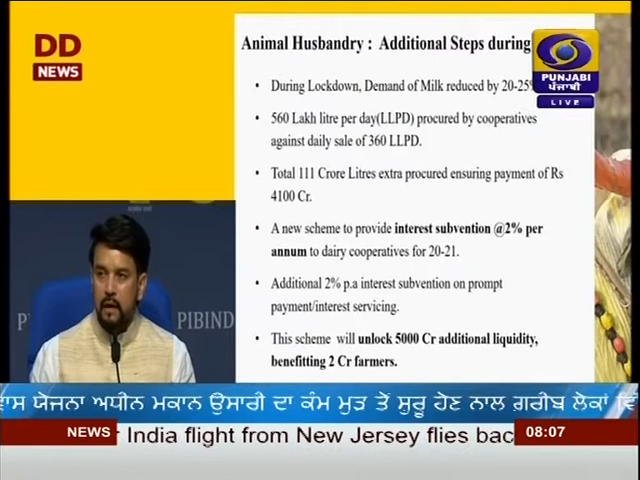 DD
NEWS
Animal Husbandry : Additional Steps during
PUNJABI
ਪੰਜਾਬੀ
LIVE
• During Lockdown, Demand of Milk reduced by 20-25%
• 560 Lakh litre per day(LLPD) procured by cooperatives
against daily sale of 360 LLPD.
• Total 111 Crore Litres extra procured ensuring payment of Rs
4100 Cr.
• A new scheme to provide interest subvention @2% per
annum to dairy cooperatives for 20-21.
• Additional 2% p.a interest subvention on prompt
payment/interest servicing.
• This scheme will unlock 5000 Cr additional liquidity,
benefitting 2 Cr farmers.
PIBIND
ਯੋਜਨਾ ਅਧੀਨ ਮਕਾਨ ਉਸਾਰੀ ਦਾ ਕੰਮ ਮੁੜ ਤੋਂ ਸ਼ੁਰੂ ਹੋਣ ਨਾਲ ਗ਼ਰੀਬ ਲੋਕਾਂ
NEWS
India flight from New Jersey flies bac
08:07